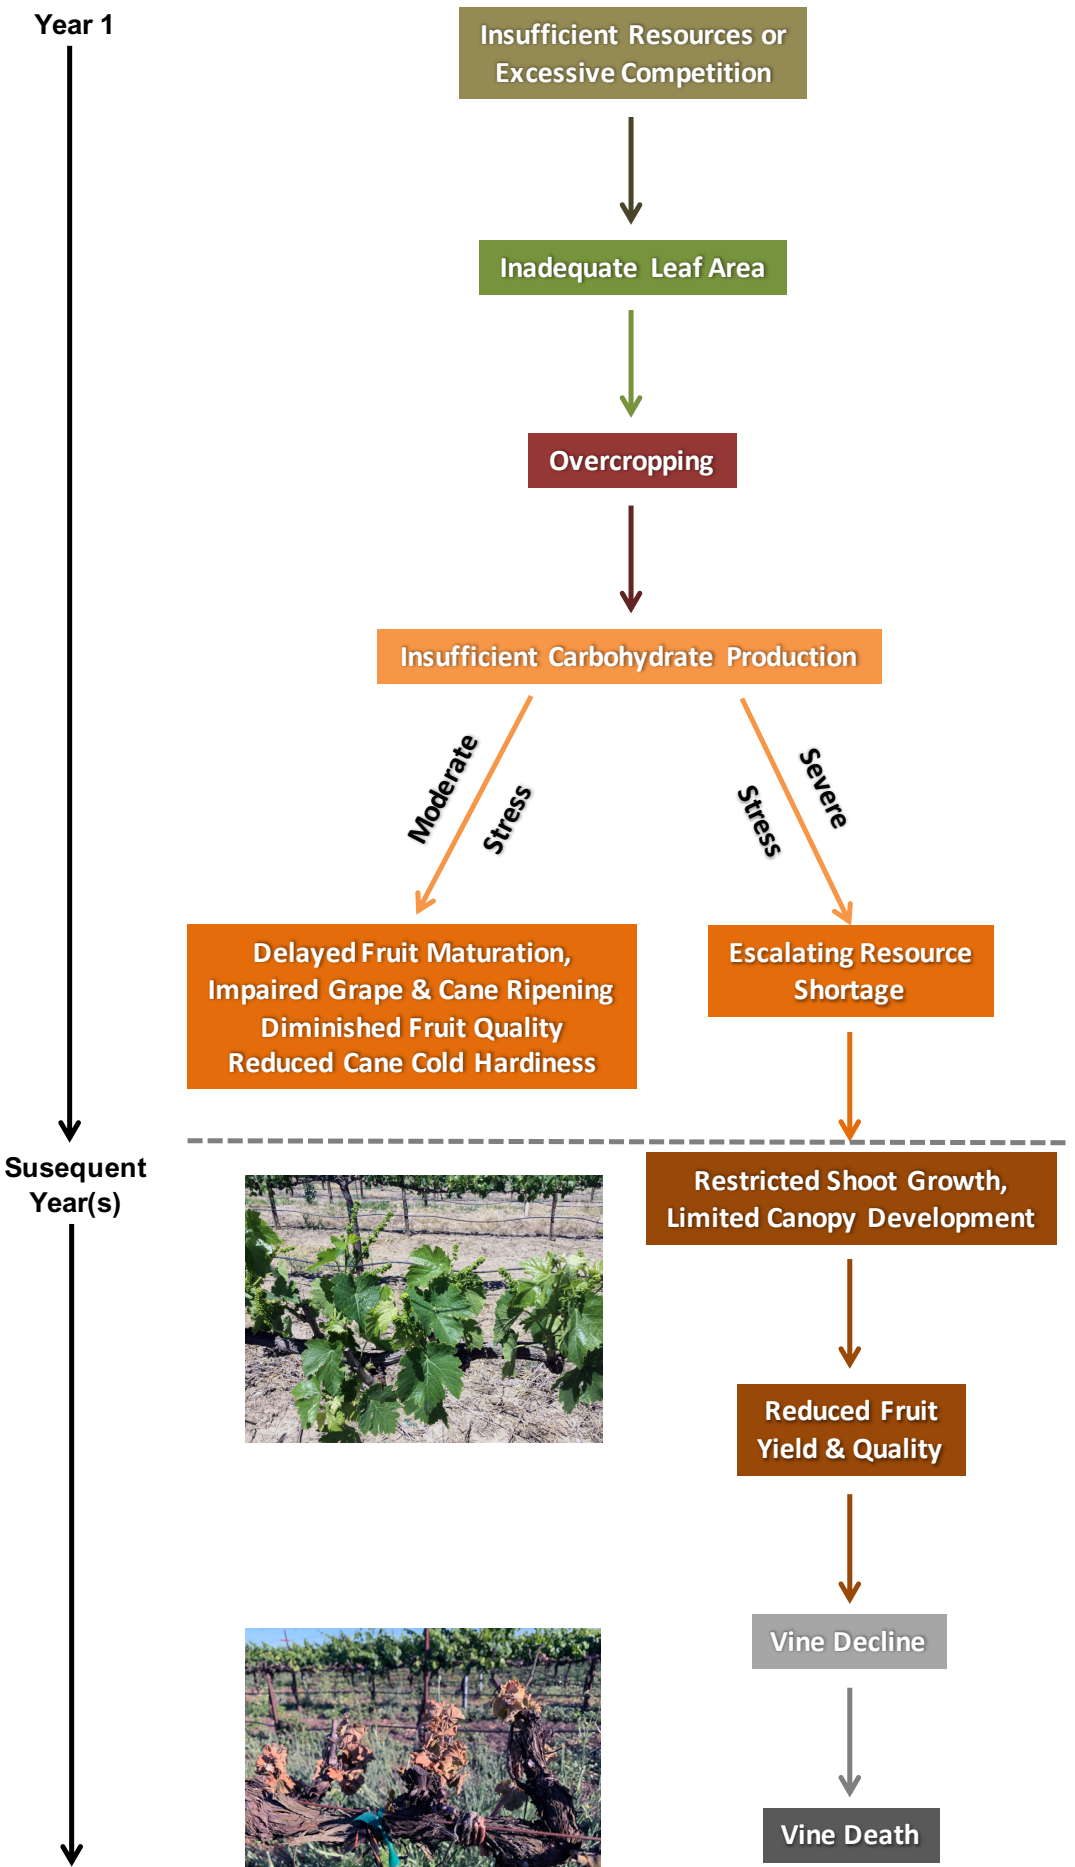 Year 1
Insufficient Resources or
Excessive Competition
Inadequate Leaf Area
Overcropping
Insufficient Carbohydrate Production
Moderate
Stress
Severe
Stress
Delayed Fruit Maturation,
Impaired Grape & Cane Ripening
Diminished Fruit Quality
Reduced Cane Cold Hardiness
Escalating Resource
Shortage
Susequent
Year(s)
Restricted Shoot Growth,
Limited Canopy Development
Reduced Fruit
Yield & Quality
Vine Decline
Vine Death